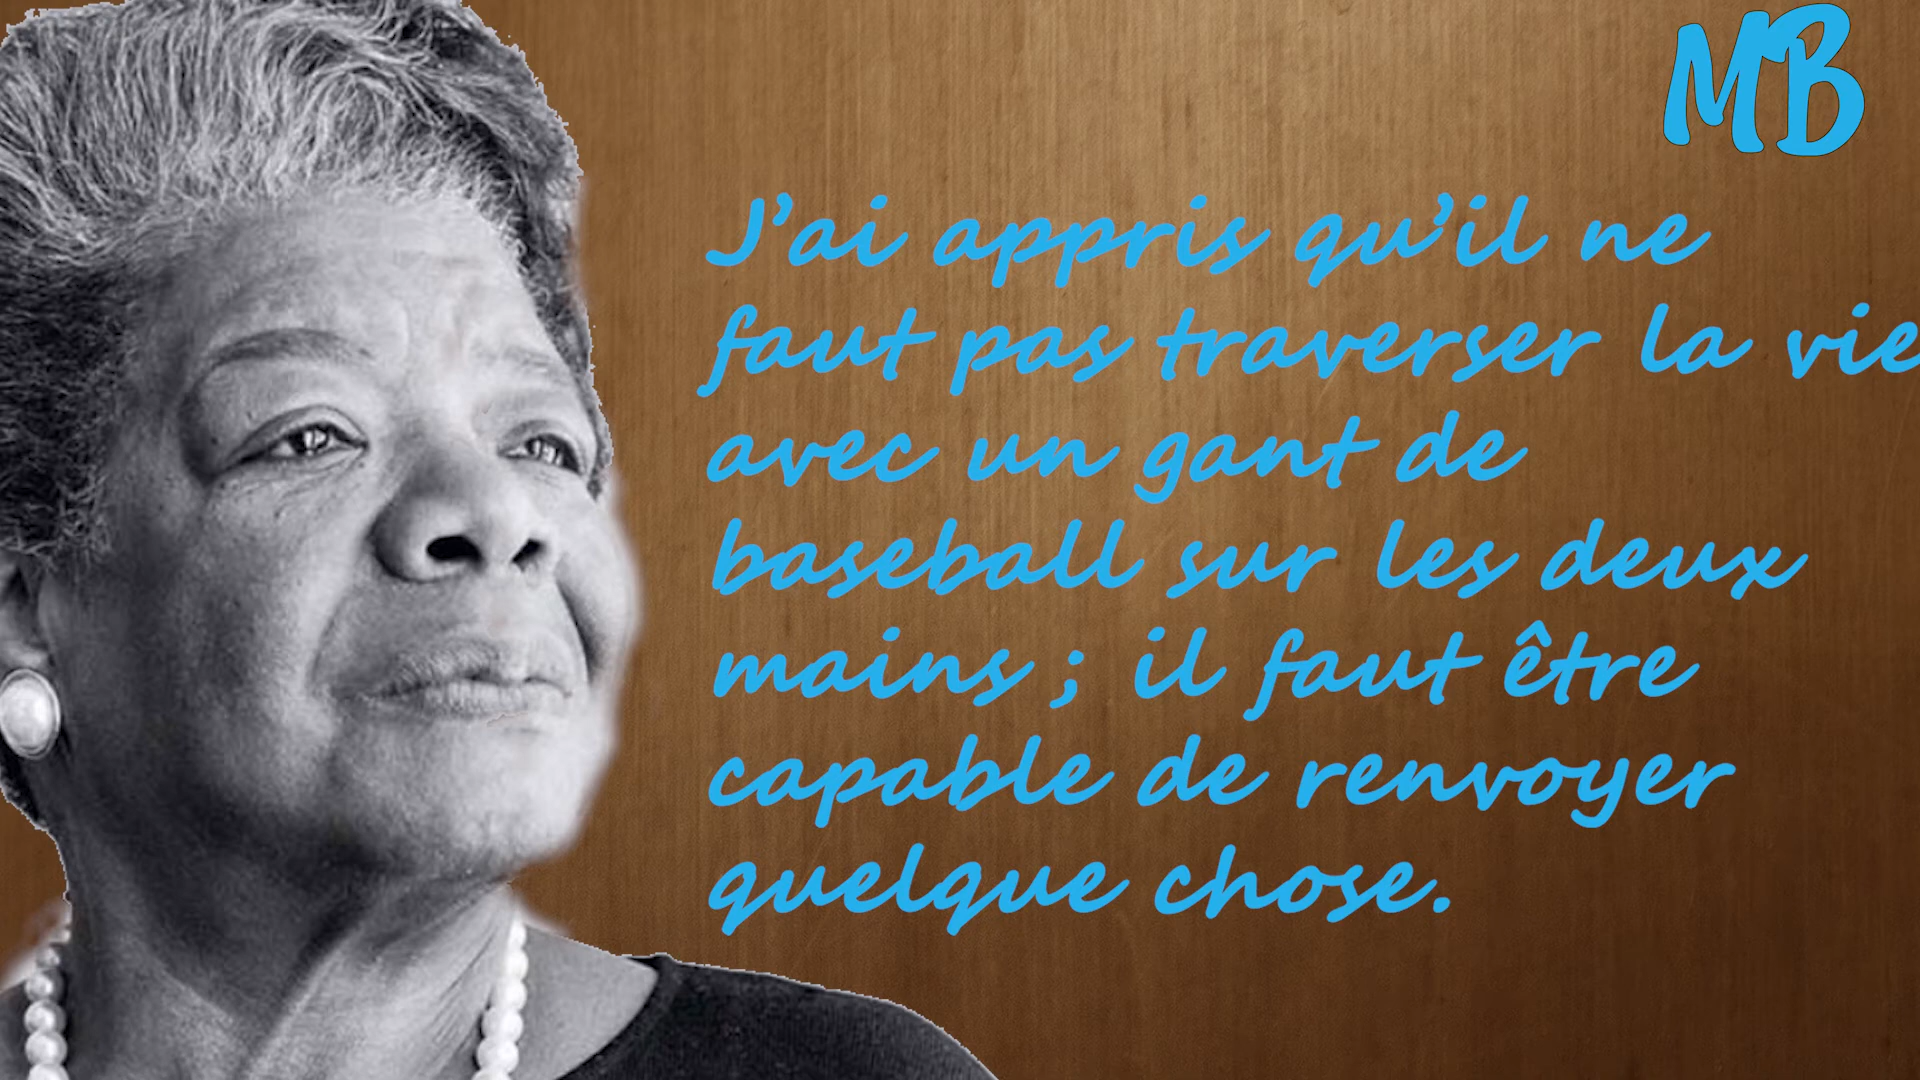 MB
J’ai appris qu’il ne
faut pas traverser la vie
avec un gant de
baseball sur les deux
mains ; il faut être
capable de renvoyer
quelque chose.